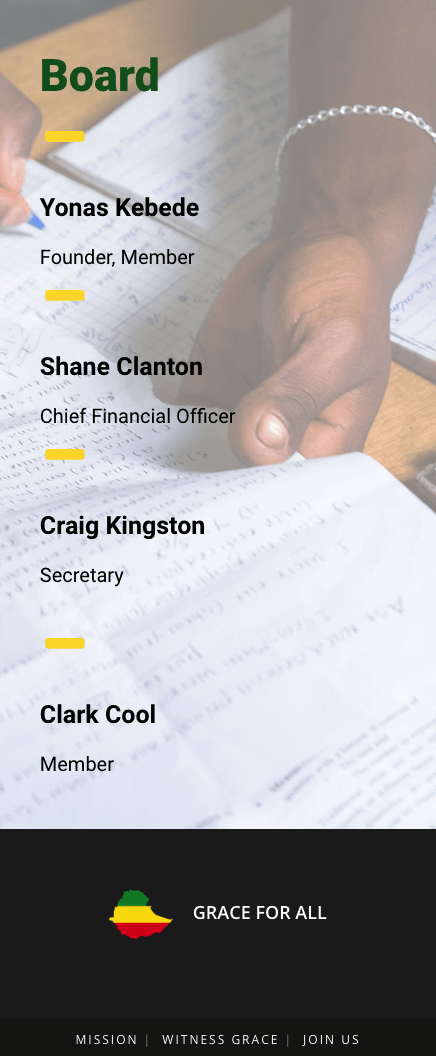 Board
Yonas Kebede
Founder, Member
Shane Clanton
Chief Financial Officer
Craig Kingston
Secretary
Clark Cool
Member
GRACE FOR ALL
MISSION | WITNESS GRACE | JOIN US